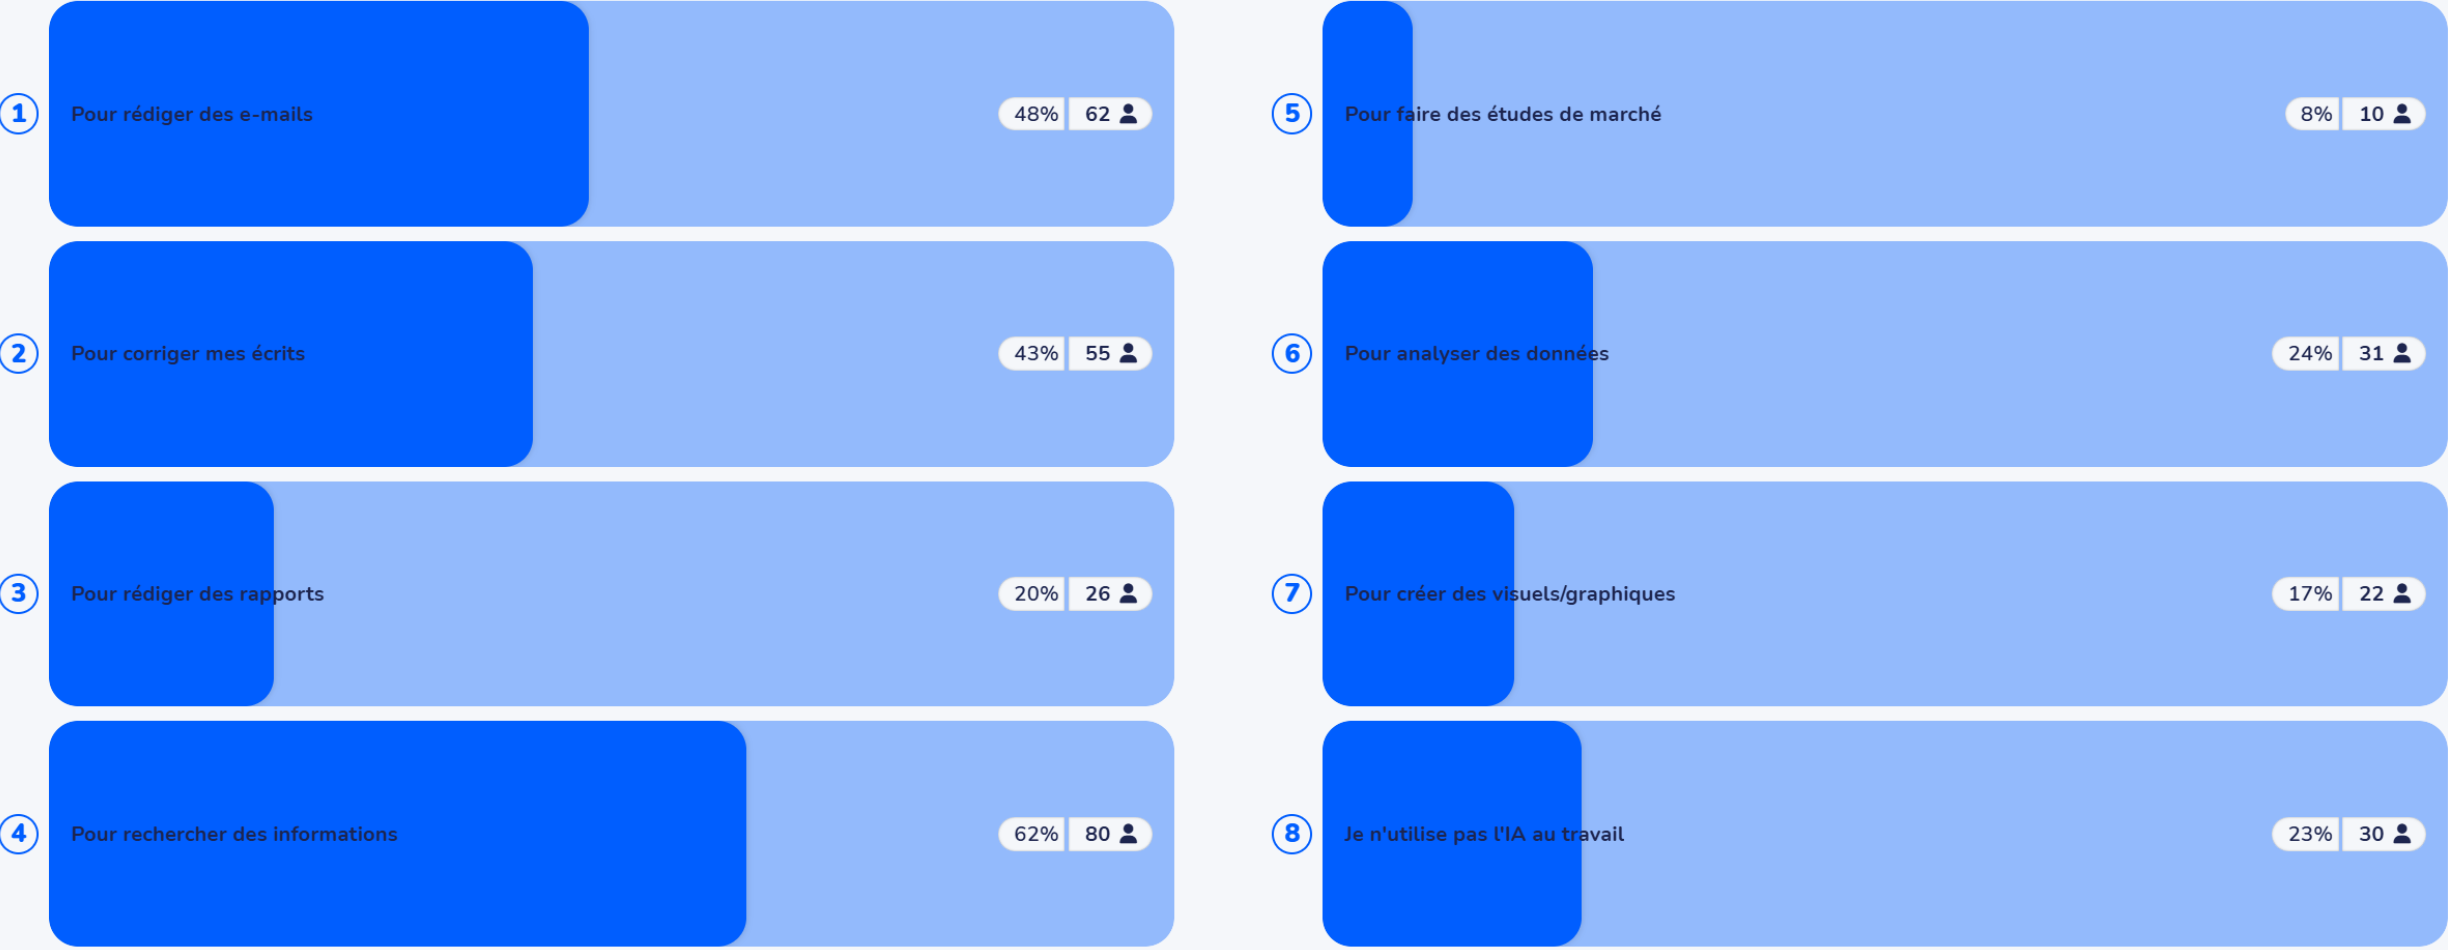 1 Pour rédiger des e-mails 48% 62
2 Pour corriger mes écrits 43% 55
3 Pour rédiger des rapports 20% 26
4 Pour rechercher des informations 62% 80
5 Pour faire des études de marché 8% 10
6 Pour analyser des données 24% 31
7 Pour créer des visuels/graphiques 17% 22
8 Je n'utilise pas l'IA au travail 23% 30